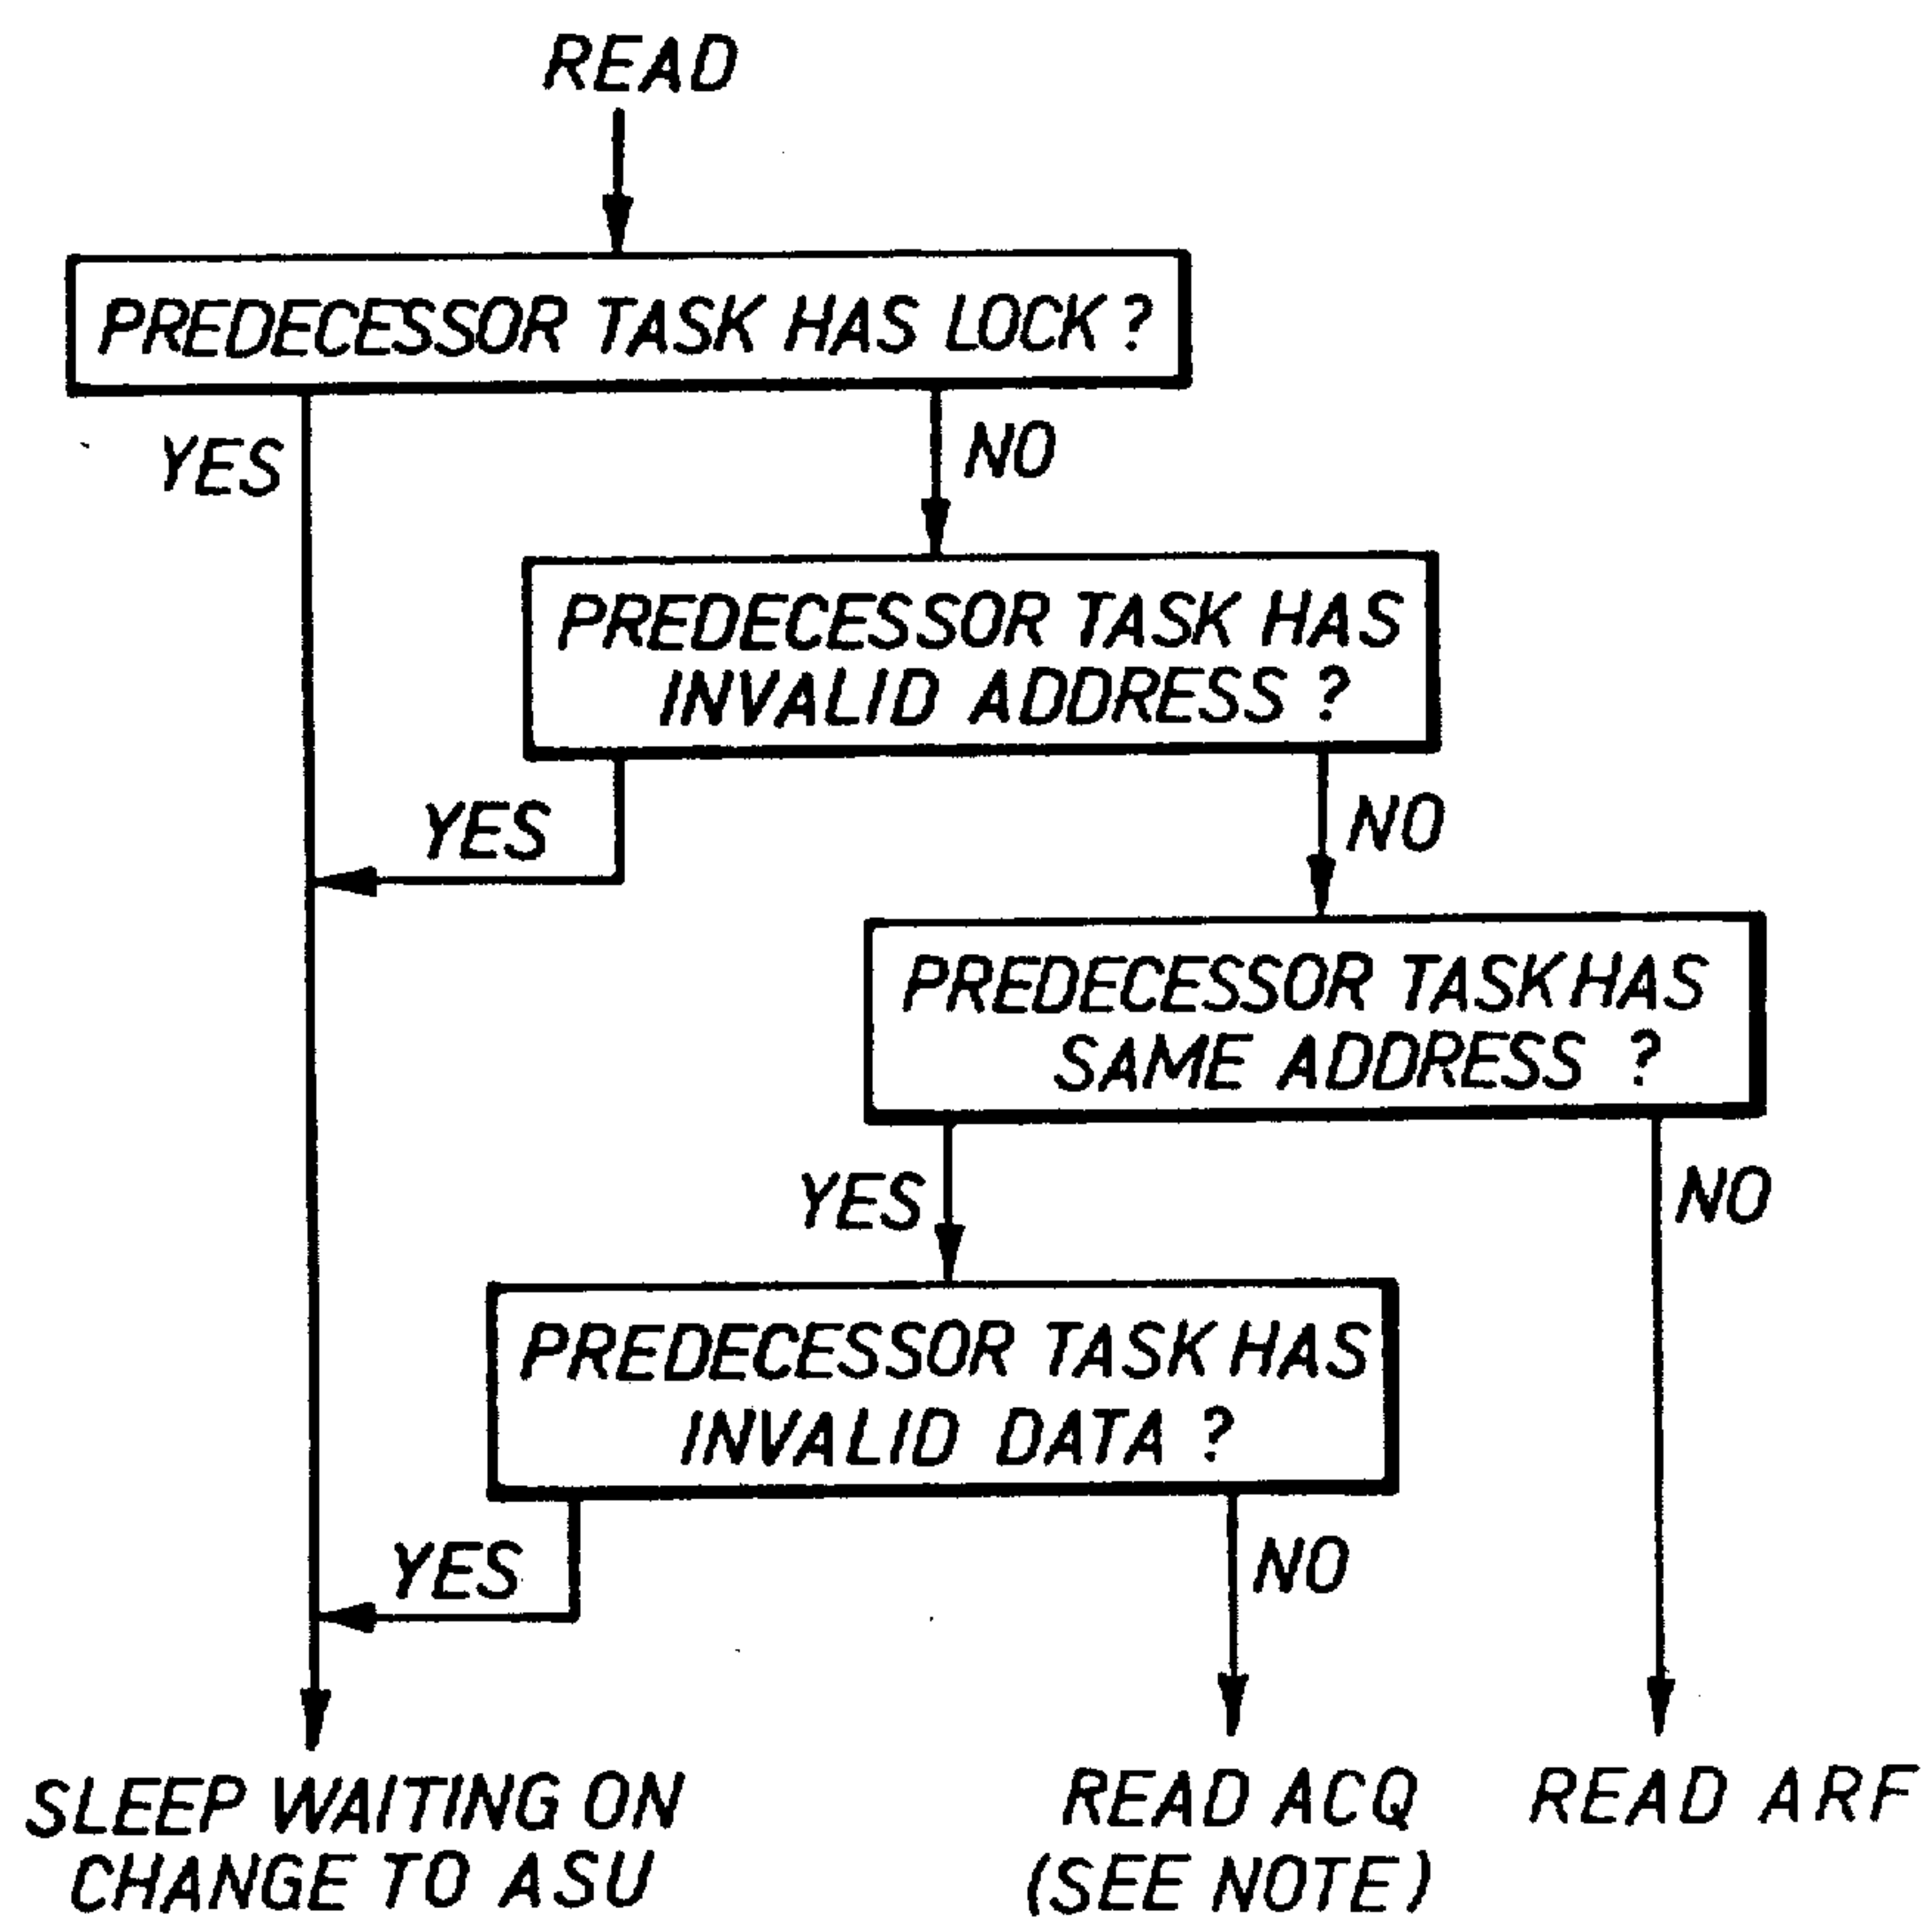 READ
PREDECESSOR TASK HAS LOCK ?
YES
NO
PREDECESSOR TASK HAS
INVALID ADDRESS ?
YES
NO
PREDECESSOR TASK HAS
SAME ADDRESS ?
YES
NO
PREDECESSOR TASK HAS
INVALID DATA ?
YES
NO
SLEEP WAITING ON
CHANGE TO ASU
READ ACQ
(SEE NOTE)
READ ARF